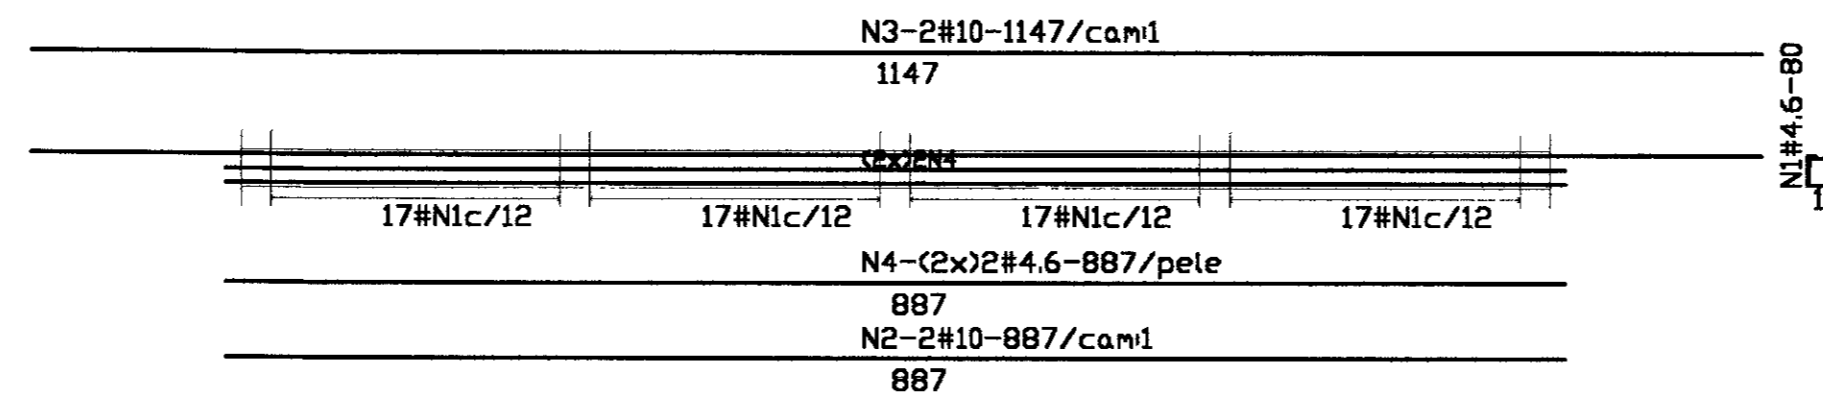 N3-2#10-1147/cam1
1147
N1#4.6-80
(2x)2N4
17#N1c/12 17#N1c/12 17#N1c/12 17#N1c/12
1
N4-(2x)2#4.6-887/pele
887
N2-2#10-887/cam1
887